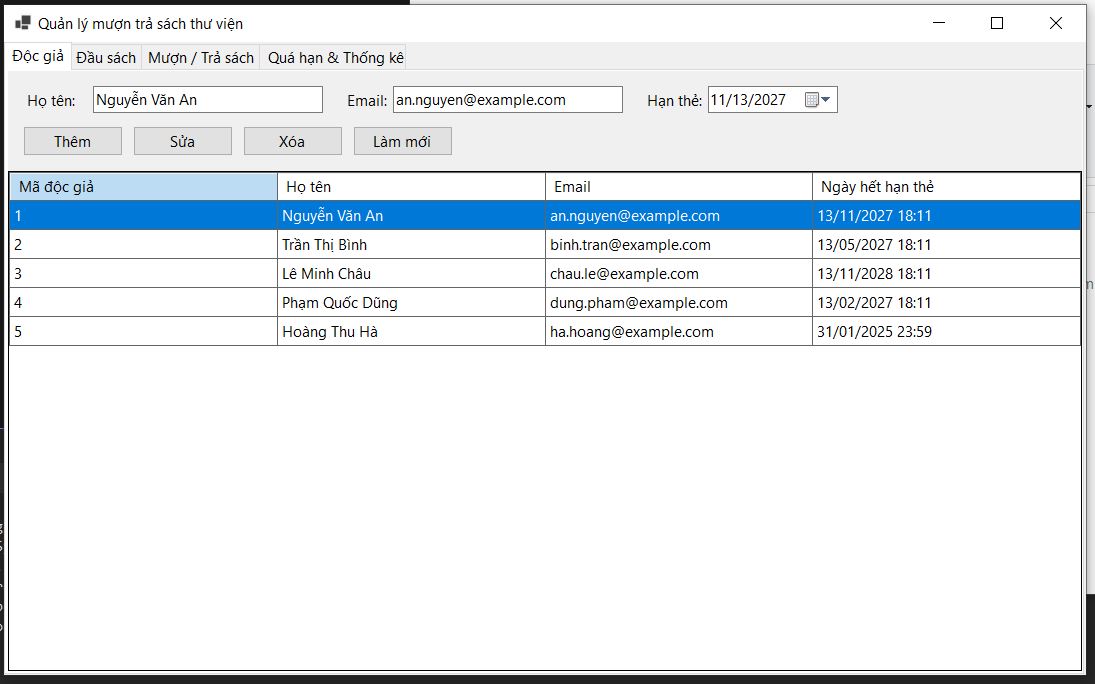 Quản lý mượn trả sách thư viện
Độc giả Đầu sách Mượn / Trả sách Quá hạn & Thống kê
Họ tên: Nguyễn Văn An Email: an.nguyen@example.com Hạn thẻ: 11/13/2027
Thêm Sửa Xóa Làm mới
Mã độc giả Họ tên Email Ngày hết hạn thẻ
1 Nguyễn Văn An an.nguyen@example.com 13/11/2027 18:11
2 Trần Thị Bình binh.tran@example.com 13/05/2027 18:11
3 Lê Minh Châu chau.le@example.com 13/11/2028 18:11
4 Phạm Quốc Dũng dung.pham@example.com 13/02/2027 18:11
5 Hoàng Thu Hà ha.hoang@example.com 31/01/2025 23:59